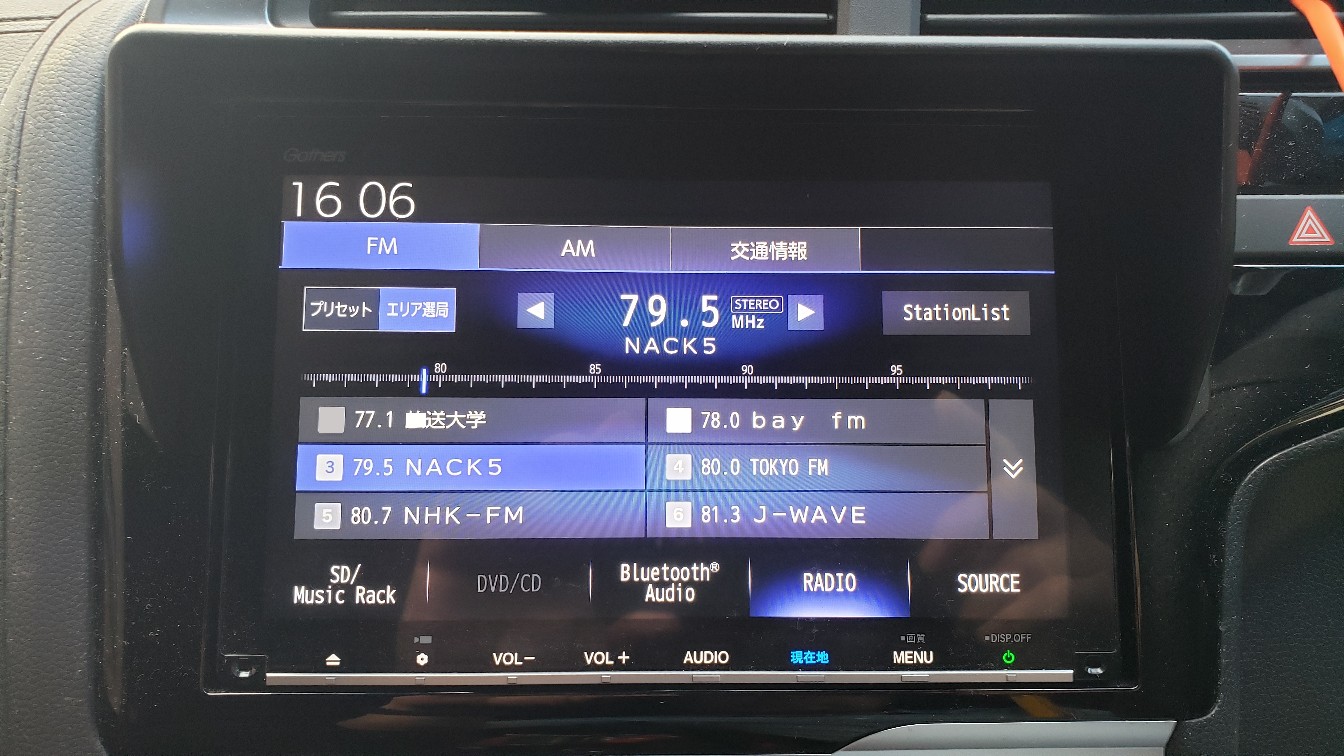 Gathers
16 06
FM AM 交通情報
プリセット エリア選局 79.5 STEREO MHz StationList
NACK5
80 85 90 95
77.1 送大学 78.0 bay fm
3 79.5 NACK5 4 80.0 TOKYO FM
5 80.7 NHK-FM 6 81.3 J-WAVE
SD/ Music Rack DVD/CD Bluetooth® Audio RADIO SOURCE
画質 DISP.OFF
VOL− VOL+ AUDIO 現在地 MENU